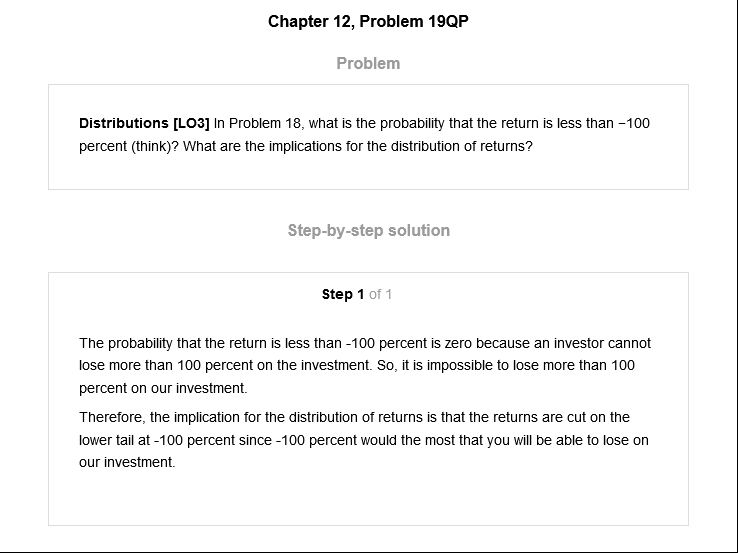 Chapter 12, Problem 19QP
Problem
Distributions [LO3] In Problem 18, what is the probability that the return is less than −100
percent (think)? What are the implications for the distribution of returns?
Step-by-step solution
Step 1 of 1
The probability that the return is less than -100 percent is zero because an investor cannot
lose more than 100 percent on the investment. So, it is impossible to lose more than 100
percent on our investment.
Therefore, the implication for the distribution of returns is that the returns are cut on the
lower tail at -100 percent since -100 percent would the most that you will be able to lose on
our investment.